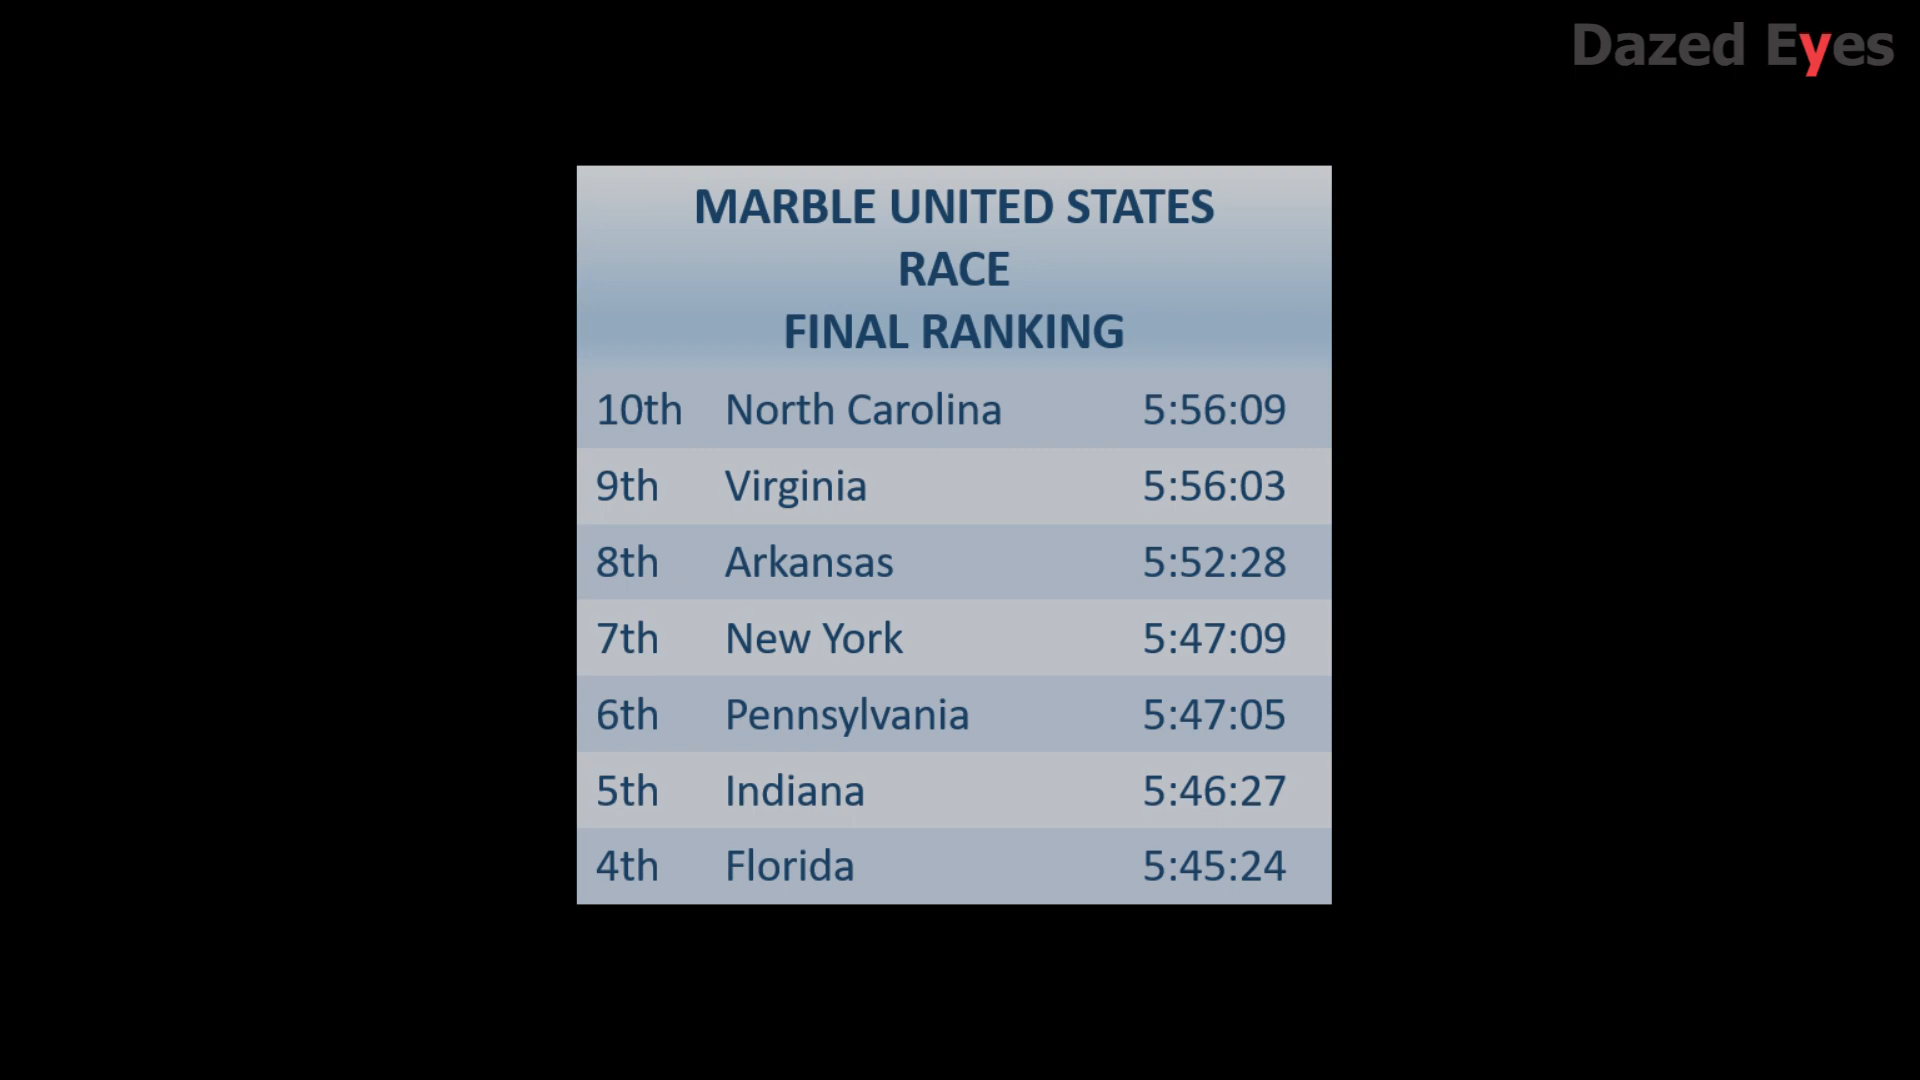 Dazed Eyes
MARBLE UNITED STATES
RACE
FINAL RANKING
10th North Carolina 5:56:09
9th Virginia 5:56:03
8th Arkansas 5:52:28
7th New York 5:47:09
6th Pennsylvania 5:47:05
5th Indiana 5:46:27
4th Florida 5:45:24